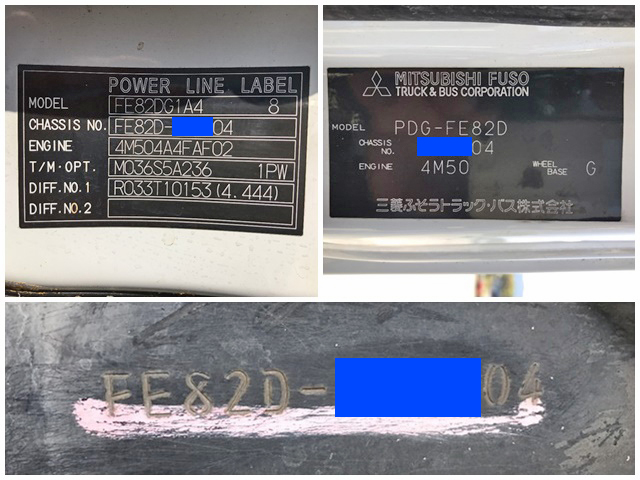 POWER LINE LABEL
MODEL FE82DG1A4 8
CHASSIS NO. FE82D- 04
ENGINE 4M504A4FAF02
T/M·OPT. M036S5A236 1PW
DIFF.NO.1 R033T10153(4.444)
DIFF.NO.2
MITSUBISHI FUSO
TRUCK & BUS CORPORATION
MODEL PDG-FE82D
CHASSIS NO. 04
ENGINE 4M50 WHEEL BASE G
三菱ふそうトラック・バス株式会社
FE82D- 04